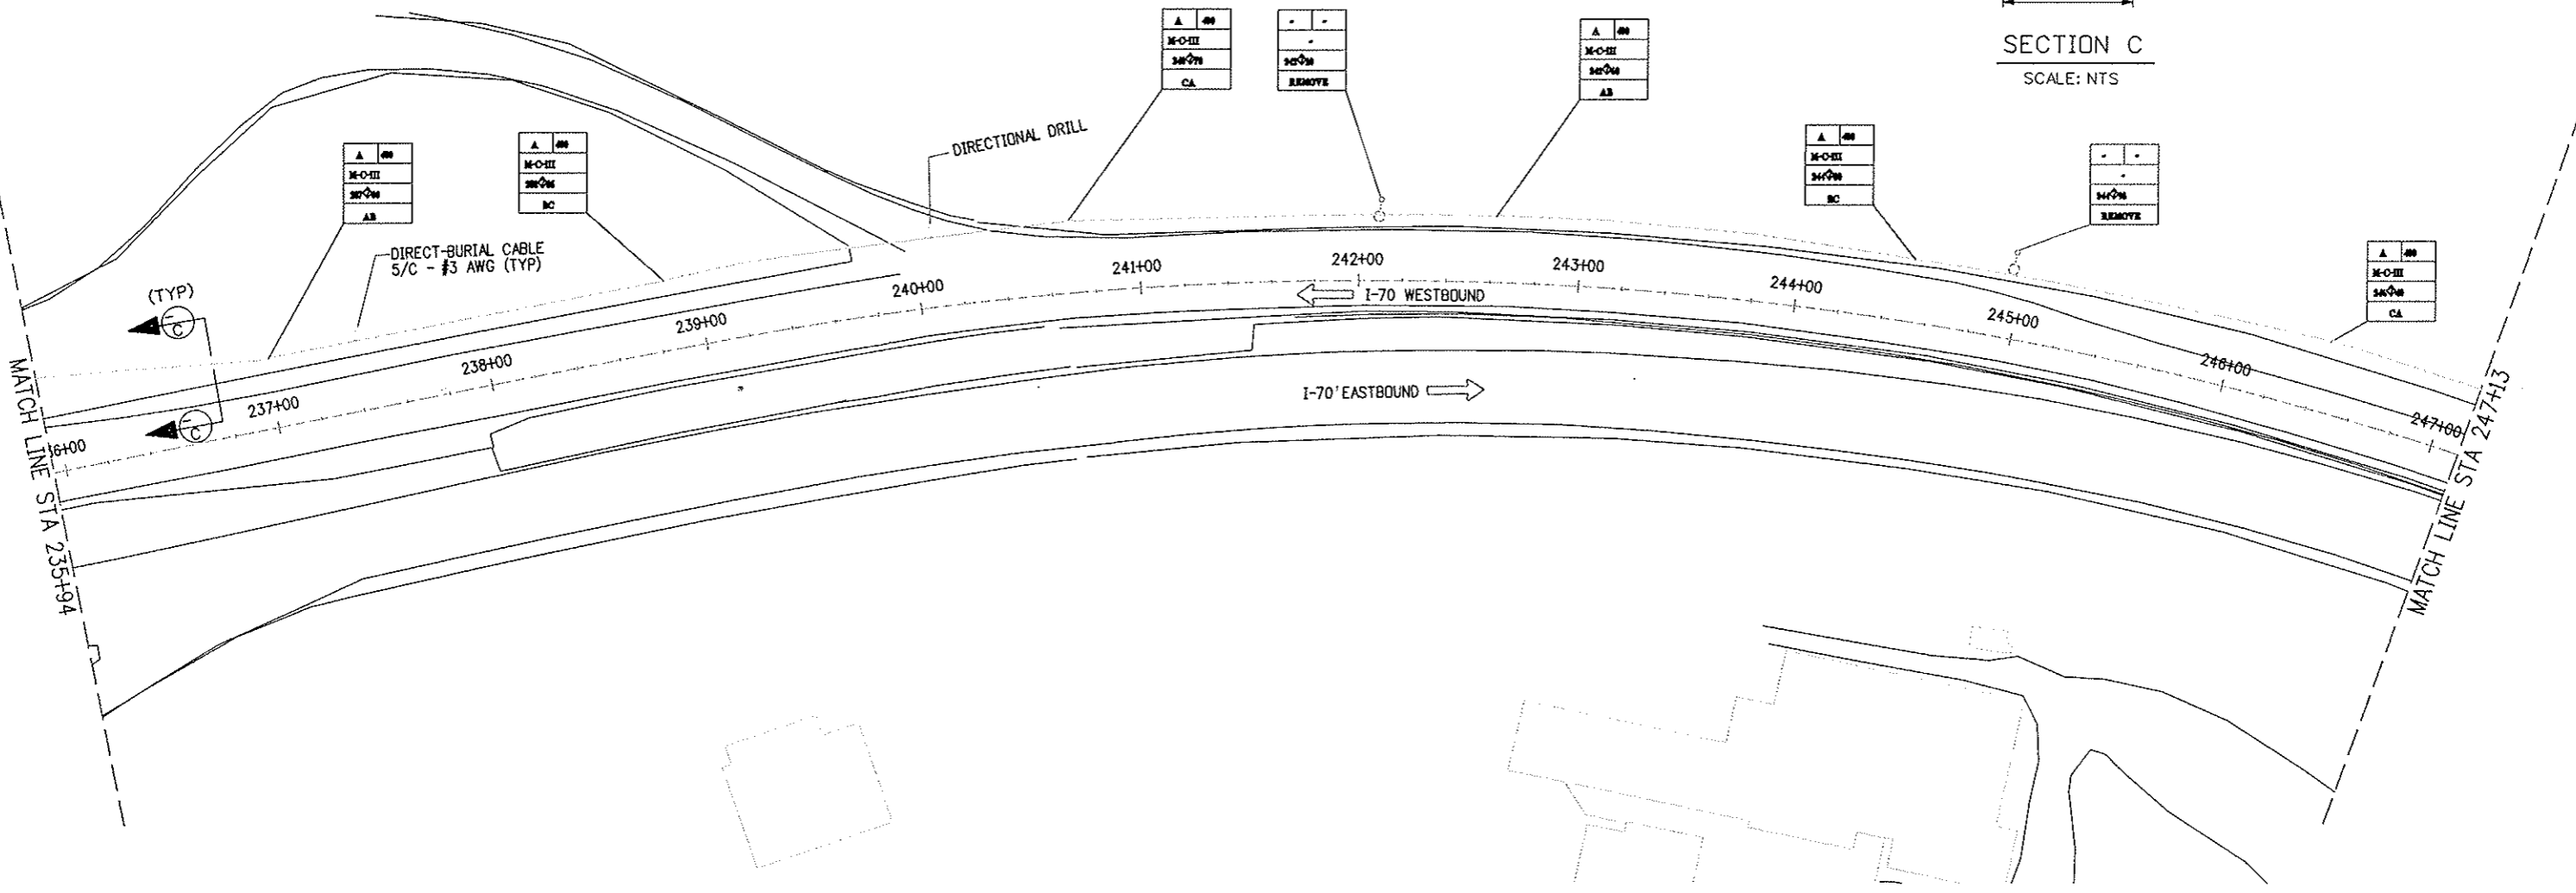 SECTION C
SCALE: NTS
A
M-C-III
CA
- -
-
REMOVE
A
M-C-III
AB
A
M-C-III
BC
- -
-
REMOVE
A
M-C-III
CA
A
M-C-III
AB
A
M-C-III
BC
DIRECTIONAL DRILL
DIRECT-BURIAL CABLE
5/C - #3 AWG (TYP)
(TYP)
C
C
6+00
237+00
238+00
239+00
240+00
241+00
242+00
243+00
244+00
245+00
246+00
247+00
I-70 WESTBOUND
I-70 EASTBOUND
MATCH LINE STA 235+94
MATCH LINE STA 247+13